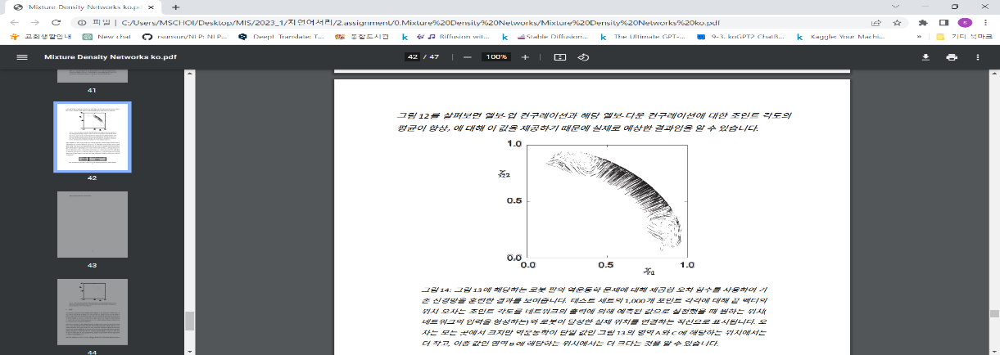 Mixture Density Networks ko.pdf
파일 | C:/Users/MSCHOI/Desktop/MIS/2023_1/지연어처리/2.assignment/0.Mixture%20Density%20Networks/Mixture%20Density%20Networks%20ko.pdf
교회생활안내 New chat rsunsun/NLP: NLP... DeepL Translate: T... 통합도서관 Riffusion wit... Stable Diffusion... The Ultimate GPT-... 9-3. koGPT2 ChatB... Kaggle: Your Machi... » 기타 북마크
Mixture Density Networks ko.pdf 42 / 47 | — 100% +
41
42
43
44
그림 12를 살펴보면 엘보-업 컨구레이션과 해당 엘보-다운 컨구레이션에 대한 조인트 각도의
평균이 항상, 에 대해 이 값을 제공하기 때문에 실제로 예상한 결과임을 알 수 있습니다.
1.0
x₂
0.5
0.0
0.0 0.5 1.0
x₁
그림 14: 그림 13에 해당하는 로봇 팔의 역운동학 문제에 대해 제곱합 오차 함수를 사용하여 기
존 신경망을 훈련한 결과를 보여줍니다. 테스트 세트의 1,000개 포인트 각각에 대해 끝 벡터의
위치 오차는 조인트 각도를 네트워크의 출력에 의해 예측된 값으로 설정했을 때 원하는 위치(
네트워크의 입력을 형성하는)와 로봇이 달성한 실제 위치를 연결하는 직선으로 표시됩니다. 오
차는 모든 곳에서 크지만 역운동학이 단일 값인 그림 13의 영역 A와 C에 해당하는 위치에서는
더 작고, 이중 값인 영역 B에 해당하는 위치에서는 더 크다는 것을 알 수 있습니다.